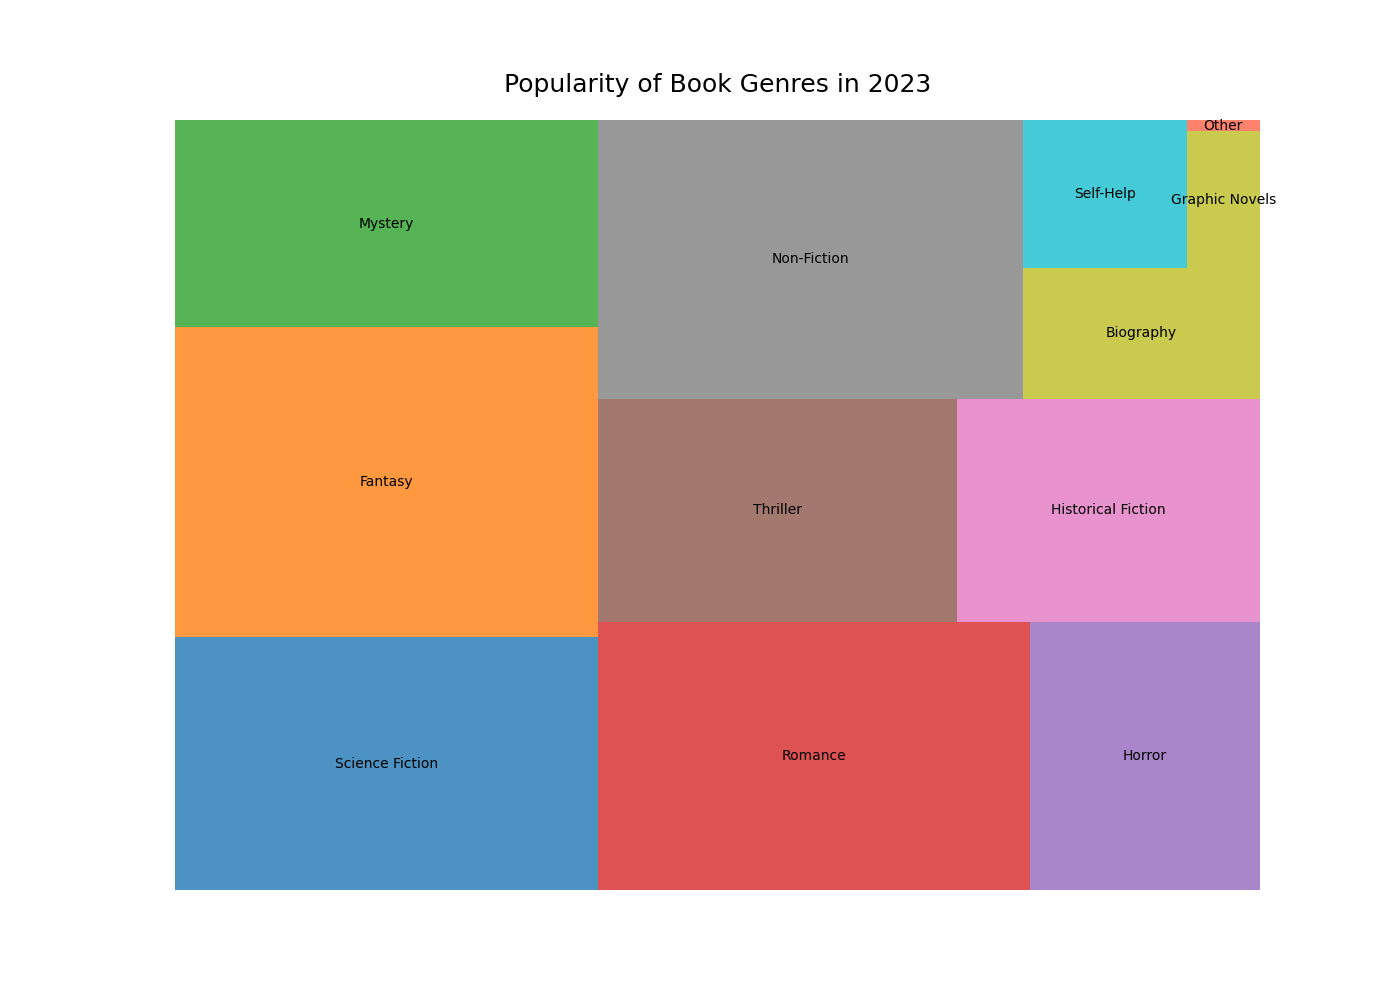 Popularity of Book Genres in 2023
Other
Self-Help
Graphic Novels
Mystery
Non-Fiction
Biography
Fantasy
Thriller
Historical Fiction
Science Fiction
Romance
Horror